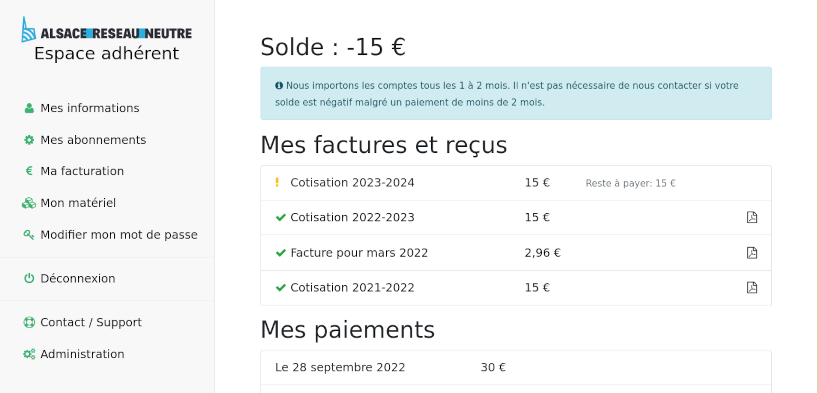 ALSACE RESEAU NEUTRE
Espace adhérent
Mes informations
Mes abonnements
Ma facturation
Mon matériel
Modifier mon mot de passe
Déconnexion
Contact / Support
Administration
Solde : -15 €
Nous importons les comptes tous les 1 à 2 mois. Il n'est pas nécessaire de nous contacter si votre
solde est négatif malgré un paiement de moins de 2 mois.
Mes factures et reçus
Cotisation 2023-2024 15 € Reste à payer: 15 €
Cotisation 2022-2023 15 €
Facture pour mars 2022 2,96 €
Cotisation 2021-2022 15 €
Mes paiements
Le 28 septembre 2022 30 €